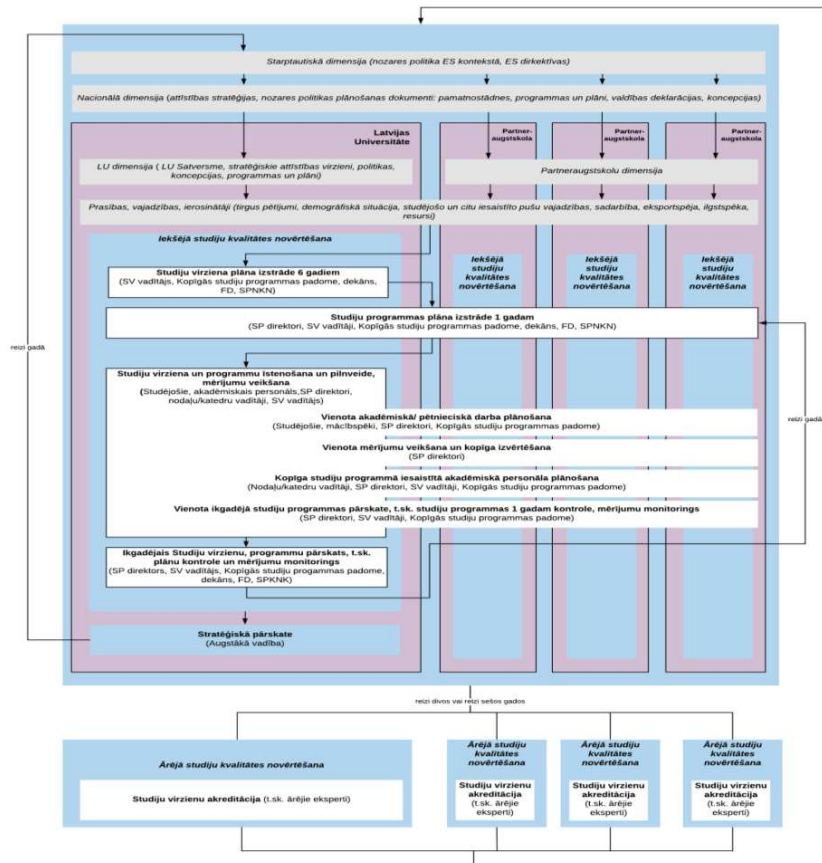 Starptautiskā dimensija (nozares politika ES kontekstā, ES dirkektīvas)
Nacionālā dimensija (attīstības stratēģijas, nozares politikas plānošanas dokumenti: pamatnostādnes, programmas un plāni, valdības deklarācijas, koncepcijas)
Latvijas
Universitāte
Partner-
augstskola
Partner-
augstskola
Partner-
augstskola
LU dimensija ( LU Satversme, stratēģiskie attīstības virzieni, politikas,
koncepcijas, programmas un plāni)
Partneraugstskolu dimensija
Prasības, vajadzības, ierosinātāji (tirgus pētījumi, demogrāfiskā situācija, studējošo un citu iesaistīto pušu vajadzības, sadarbība, eksportspēja, ilgstspēka,
resursi)
Iekšējā studiju kvalitātes novērtēšana
Iekšējā
studiju
kvalitātes
novērtēšana
Iekšējā
studiju
kvalitātes
novērtēšana
Iekšējā
studiju
kvalitātes
novērtēšana
Studiju virziena plāna izstrāde 6 gadiem
(SV vadītājs, Kopīgās studiju programmas padome, dekāns,
FD, SPNKN)
Studiju programmas plāna izstrāde 1 gadam
(SP direktori, SV vadītāji, Kopīgās studiju programmas padome, dekāns, FD, SPNKN)
reizi gadā
reizi gadā
Studiju virziena un programmu īstenošana un pilnveide,
mērījumu veikšana
(Studējošie, akadēmiskais personāls,SP direktori,
nodaļu/katedru vadītāji, SV vadītājs)
Vienota akadēmiskā/ pētnieciskā darba plānošana
(Studējošie, mācībspēki, SP direktori, Kopīgās studiju programmas padome)
Vienota mērījumu veikšana un kopīga izvērtēšana
(SP direktori)
Kopīga studiju programmā iesaistītā akadēmiskā personāla plānošana
(Nodaļu/katedru vadītāji, SP direktori, SV vadītāji, Kopīgās studiju programmas padome)
Vienota ikgadējā studiju programmas pārskate, t.sk. studiju programmas 1 gadam kontrole, mērījumu monitorings
(SP direktori, SV vadītāji, Kopīgās studiju programmas padome)
Ikgadējais Studiju virzienu, programmu pārskats, t.sk.
plānu kontrole un mērījumu monitorings
(SP direktors, SV vadītājs, Kopīgās studiju progammas padome,
dekāns, FD, SPKNK)
Stratēģiskā pārskate
(Augstākā vadība)
reizi divos vai reizi sešos gados
Ārējā studiju kvalitātes novērtēšana
Studiju virzienu akreditācija (t.sk. ārējie eksperti)
Ārējā studiju
kvalitātes
novērtēšana
Studiju virzienu
akreditācija
(t.sk. ārējie
eksperti)
Ārējā studiju
kvalitātes
novērtēšana
Studiju virzienu
akreditācija
(t.sk. ārējie
eksperti)
Ārējā studiju
kvalitātes
novērtēšana
Studiju virzienu
akreditācija
(t.sk. ārējie
eksperti)